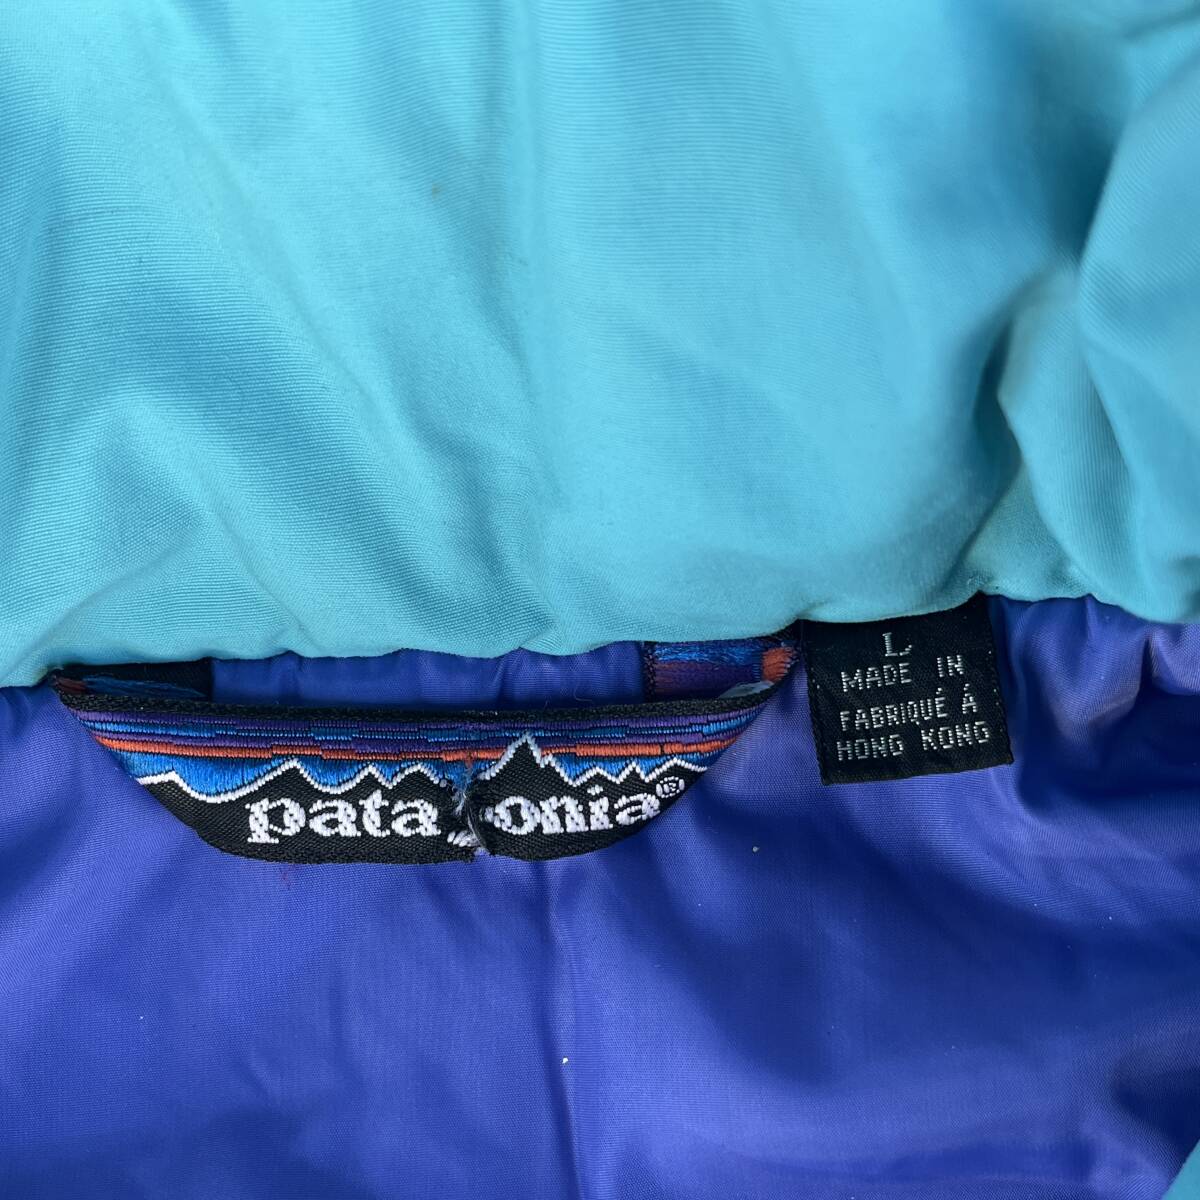 patagonia®
L
MADE IN
FABRIQUÉ À
HONG KONG